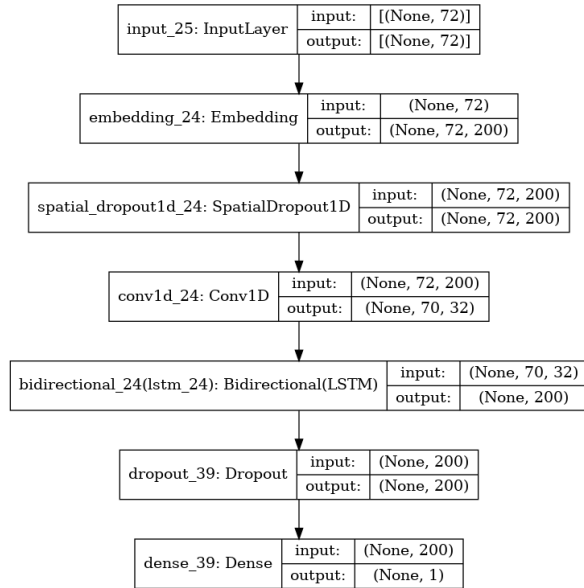 input_25: InputLayer input: [(None, 72)]
output: [(None, 72)]
embedding_24: Embedding input: (None, 72)
output: (None, 72, 200)
spatial_dropout1d_24: SpatialDropout1D input: (None, 72, 200)
output: (None, 72, 200)
conv1d_24: Conv1D input: (None, 72, 200)
output: (None, 70, 32)
bidirectional_24(lstm_24): Bidirectional(LSTM) input: (None, 70, 32)
output: (None, 200)
dropout_39: Dropout input: (None, 200)
output: (None, 200)
dense_39: Dense input: (None, 200)
output: (None, 1)